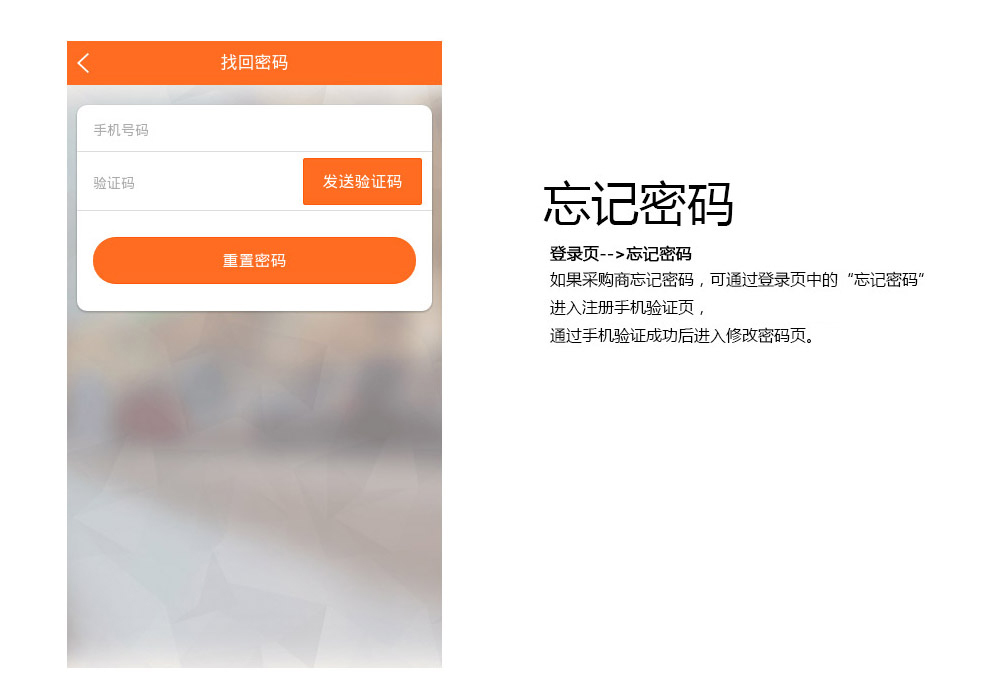 找回密码
手机号码
验证码
发送验证码
重置密码
忘记密码
登录页-->忘记密码
如果采购商忘记密码，可通过登录页中的“忘记密码”
进入注册手机验证页，
通过手机验证成功后进入修改密码页。